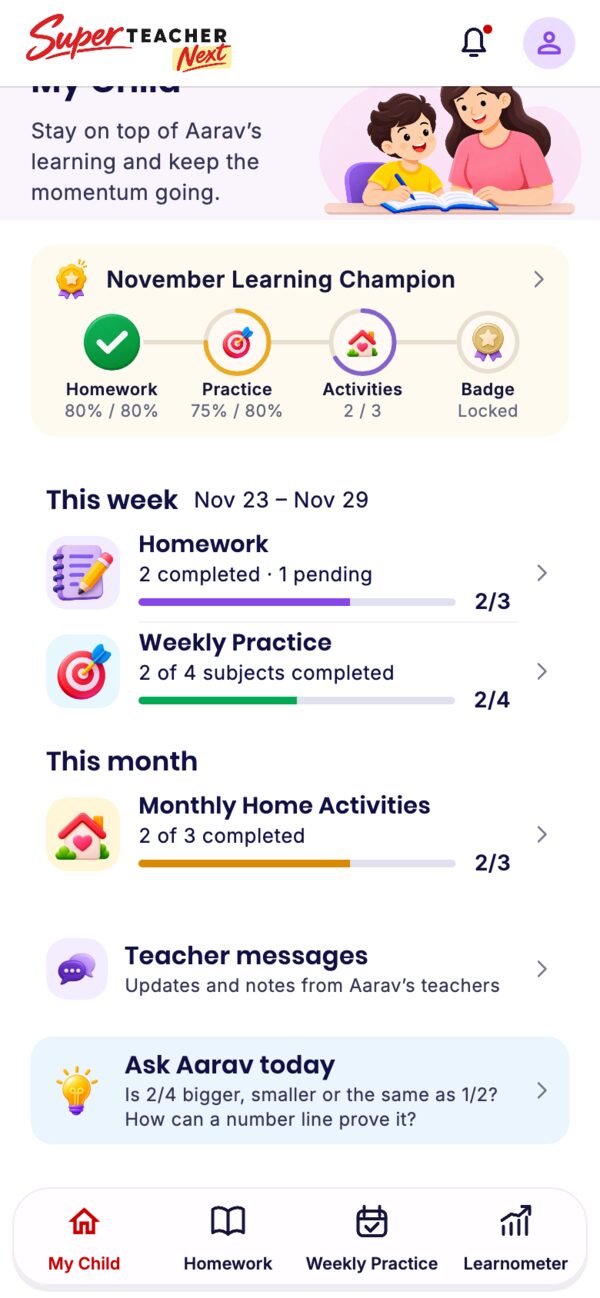 Super TEACHER
Next
My Child
Stay on top of Aarav’s
learning and keep the
momentum going.
November Learning Champion
Homework
80% / 80%
Practice
75% / 80%
Activities
2 / 3
Badge
Locked
This week Nov 23 – Nov 29
Homework
2 completed · 1 pending
2/3
Weekly Practice
2 of 4 subjects completed
2/4
This month
Monthly Home Activities
2 of 3 completed
2/3
Teacher messages
Updates and notes from Aarav’s teachers
Ask Aarav today
Is 2/4 bigger, smaller or the same as 1/2?
How can a number line prove it?
My Child
Homework
Weekly Practice
Learnometer